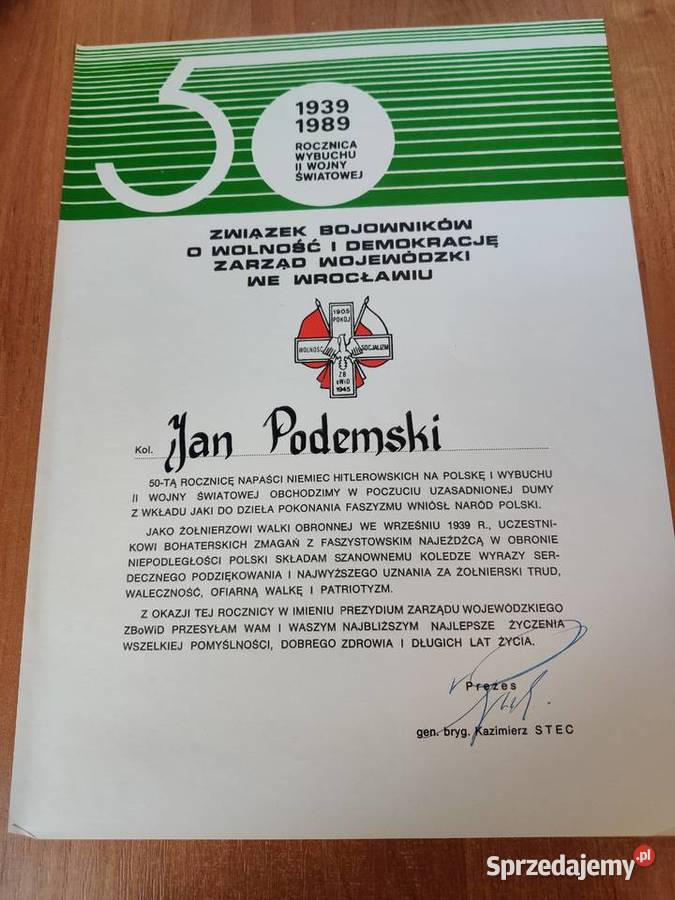 50
1939
1989
ROCZNICA
WYBUCHU
II WOJNY
ŚWIATOWEJ
ZWIĄZEK BOJOWNIKÓW
O WOLNOŚĆ I DEMOKRACJĘ
ZARZĄD WOJEWÓDZKI
WE WROCŁAWIU
1905
POKÓJ
WOLNOŚĆ SOCJALIZM
ZB
oWiD
1945
Kol. Jan Podemski
50-TĄ ROCZNICĘ NAPAŚCI NIEMIEC HITLEROWSKICH NA POLSKĘ I WYBUCHU
II WOJNY ŚWIATOWEJ OBCHODZIMY W POCZUCIU UZASADNIONEJ DUMY
Z WKŁADU JAKI DO DZIEŁA POKONANIA FASZYZMU WNIÓSŁ NARÓD POLSKI.
JAKO ŻOŁNIERZOWI WALKI OBRONNEJ WE WRZEŚNIU 1939 R., UCZESTNI-
KOWI BOHATERSKICH ZMAGAŃ Z FASZYSTOWSKIM NAJEŹDŹCĄ W OBRONIE
NIEPODLEGŁOŚCI POLSKI SKŁADAM SZANOWNEMU KOLEDZE WYRAZY SER-
DECZNEGO PODZIĘKOWANIA I NAJWYŻSZEGO UZNANIA ZA ŻOŁNIERSKI TRUD,
WALECZNOŚĆ, OFIARNĄ WALKĘ I PATRIOTYZM.
Z OKAZJI TEJ ROCZNICY W IMIENIU PREZYDIUM ZARZĄDU WOJEWÓDZKIEGO
ZBoWiD PRZESYŁAM WAM I WASZYM NAJBLIŻSZYM NAJLEPSZE ŻYCZENIA
WSZELKIEJ POMYŚLNOŚCI, DOBREGO ZDROWIA I DŁUGICH LAT ŻYCIA.
Prezes
gen. bryg. Kazimierz STEC
Sprzedajemy.pl